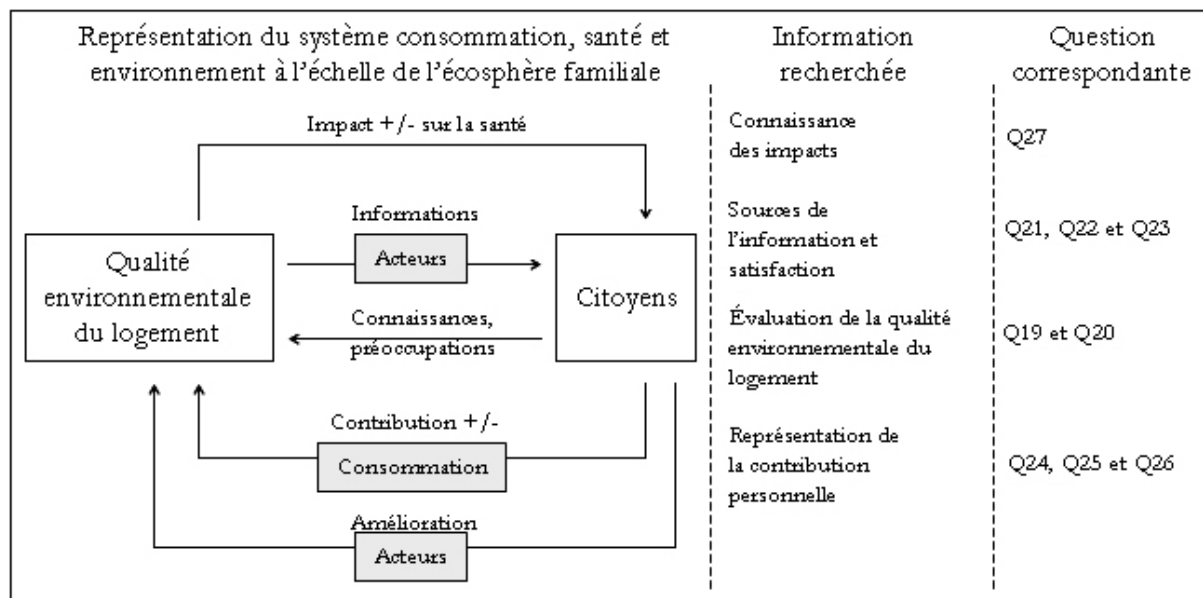 Représentation du système consommation, santé et
environnement à l'échelle de l'écosphère familiale
Information
recherchée
Question
correspondante
Impact +/- sur la santé
Informations
Acteurs
Qualité
environnementale
du logement
Citoyens
Connaissances,
préoccupations
Contribution +/-
Consommation
Amélioration
Acteurs
Connaissance
des impacts
Q27
Sources de
l'information et
satisfaction
Q21, Q22 et Q23
Évaluation de la qualité
environnementale du
logement
Q19 et Q20
Représentation de
la contribution
personnelle
Q24, Q25 et Q26